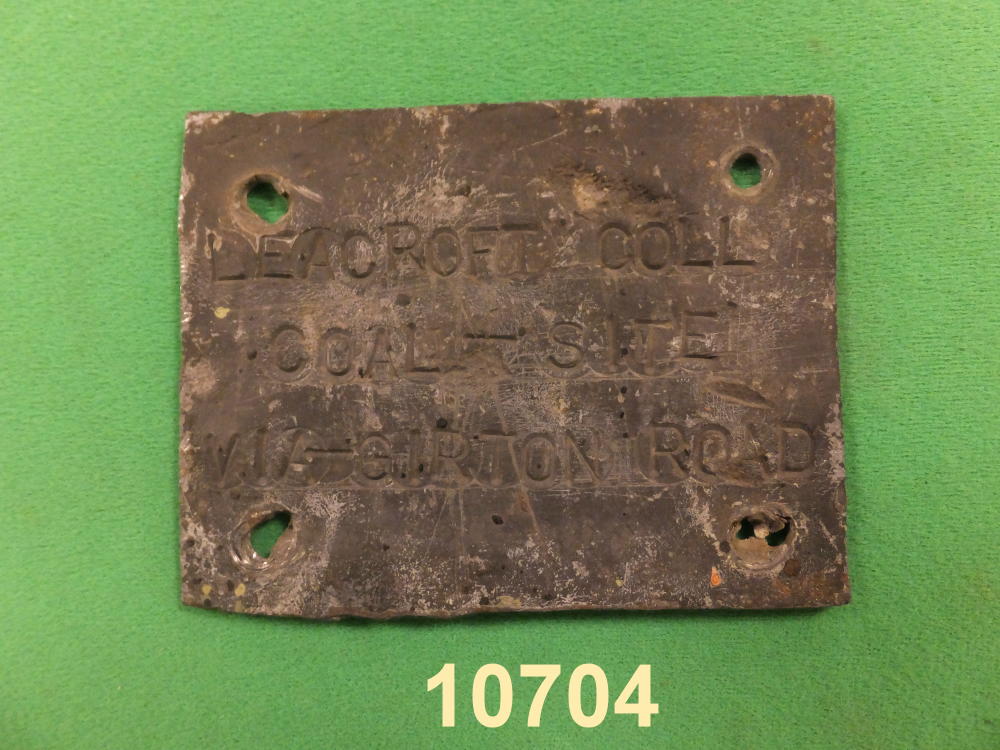 LEACROFT COLL
COAL - SITE
VIA-GIRTON ROAD
10704